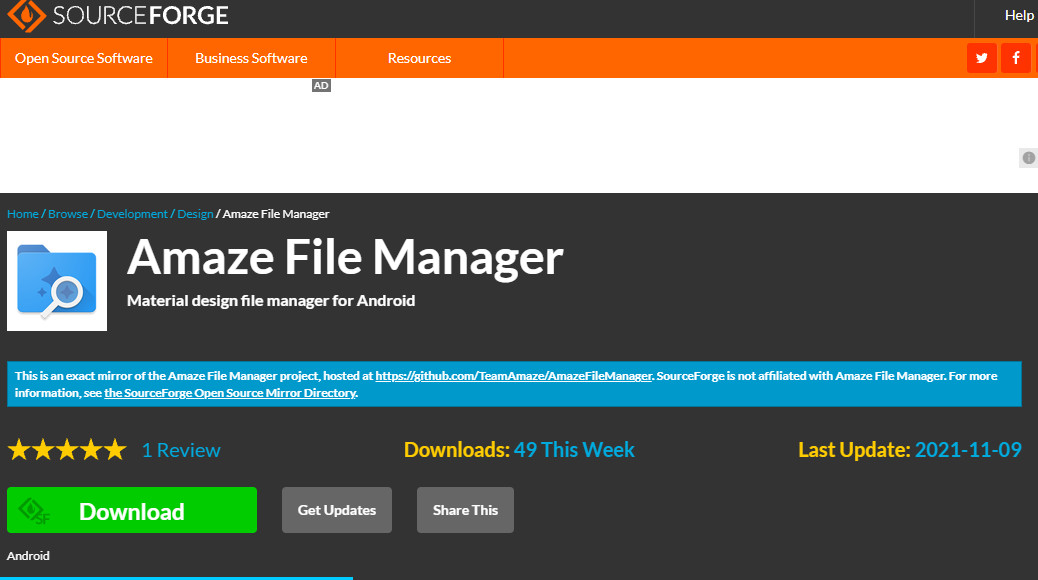 SOURCEFORGE
Help
Open Source Software
Business Software
Resources
AD
Home / Browse / Development / Design / Amaze File Manager
Amaze File Manager
Material design file manager for Android
This is an exact mirror of the Amaze File Manager project, hosted at https://github.com/TeamAmaze/AmazeFileManager. SourceForge is not affiliated with Amaze File Manager. For more
information, see the SourceForge Open Source Mirror Directory.
1 Review
Downloads: 49 This Week
Last Update: 2021-11-09
SF
Download
Get Updates
Share This
Android